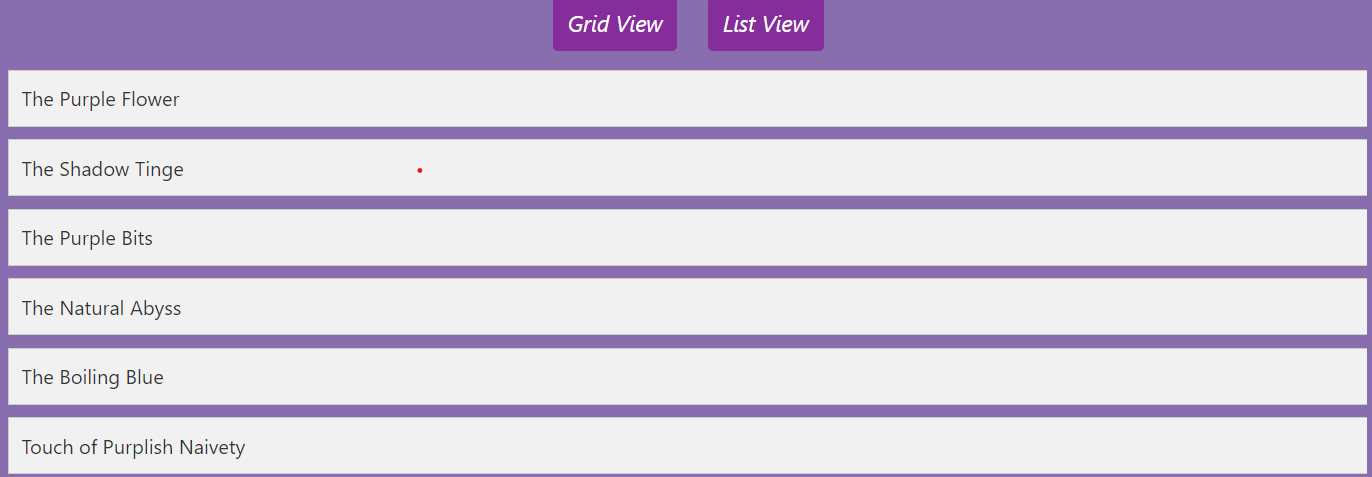 Grid View List View
The Purple Flower
The Shadow Tinge
The Purple Bits
The Natural Abyss
The Boiling Blue
Touch of Purplish Naivety